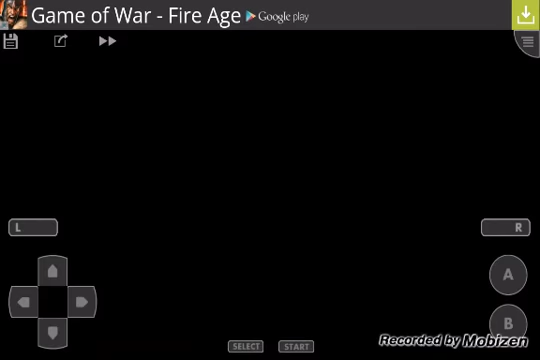 Game of War - Fire Age Google play
L
R
A
B
SELECT START
Recorded by Mobizen